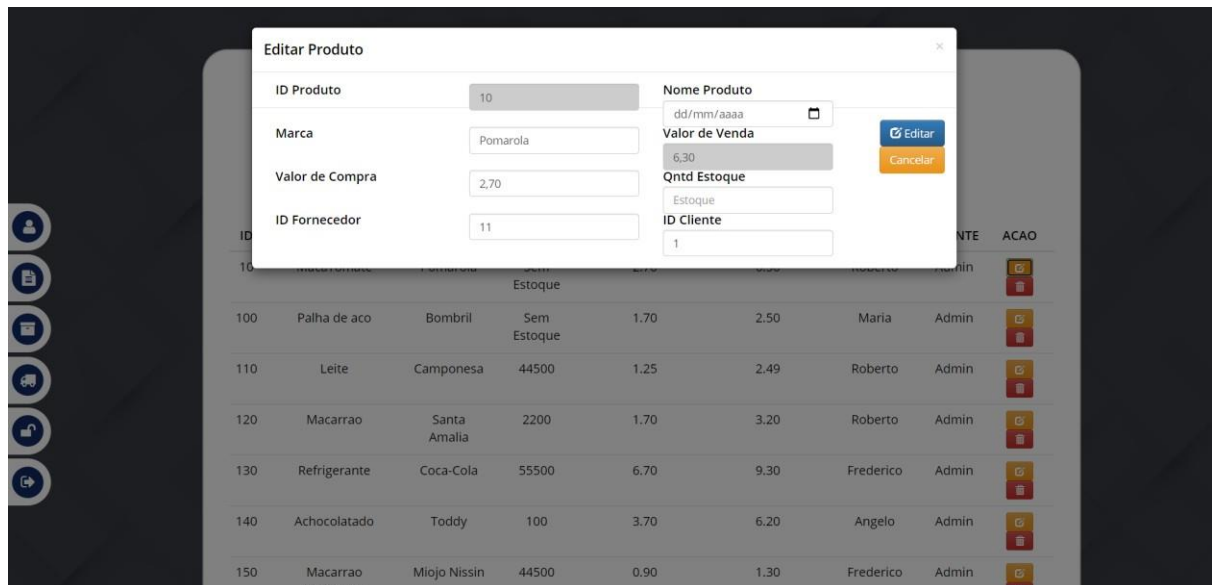 Editar Produto ×
ID Produto 10 Nome Produto dd/mm/aaaa
Marca Pomarola Valor de Venda 6,30 Editar
Valor de Compra 2,70 Qntd Estoque Estoque Cancelar
ID Fornecedor 11 ID Cliente 1
ID NTE ACAO
10 Estoque
100 Palha de aco Bombril Sem Estoque 1.70 2.50 Maria Admin
110 Leite Camponesa 44500 1.25 2.49 Roberto Admin
120 Macarrao Santa Amalia 2200 1.70 3.20 Roberto Admin
130 Refrigerante Coca-Cola 55500 6.70 9.30 Frederico Admin
140 Achocolatado Toddy 100 3.70 6.20 Angelo Admin
150 Macarrao Miojo Nissin 44500 0.90 1.30 Frederico Admin